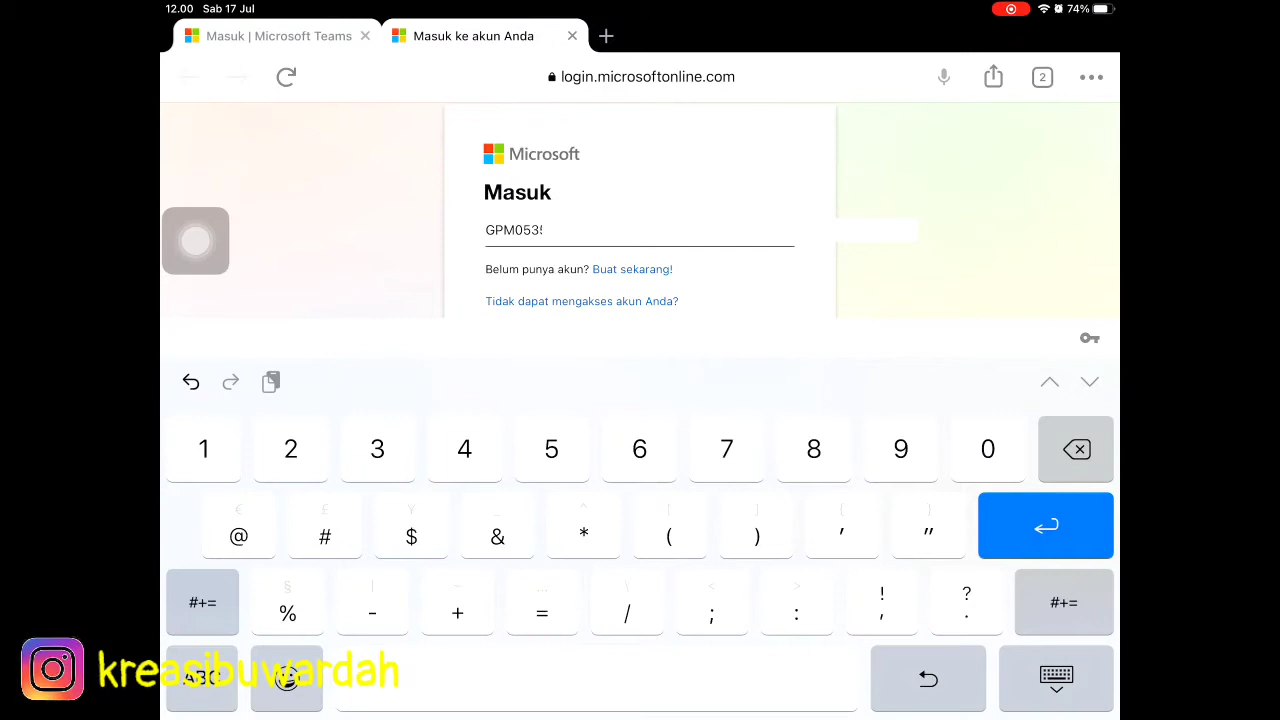 12.00 Sab 17 Jul 74%
Masuk | Microsoft Teams Masuk ke akun Anda
login.microsoftonline.com 2
Microsoft
Masuk
GPM053
Belum punya akun? Buat sekarang!
Tidak dapat mengakses akun Anda?
1 2 3 4 5 6 7 8 9 0
@ # $ & * ( ) ' "
#+= % - + = / ; : ! , ? . #+=
ABC
kreasibuwardah